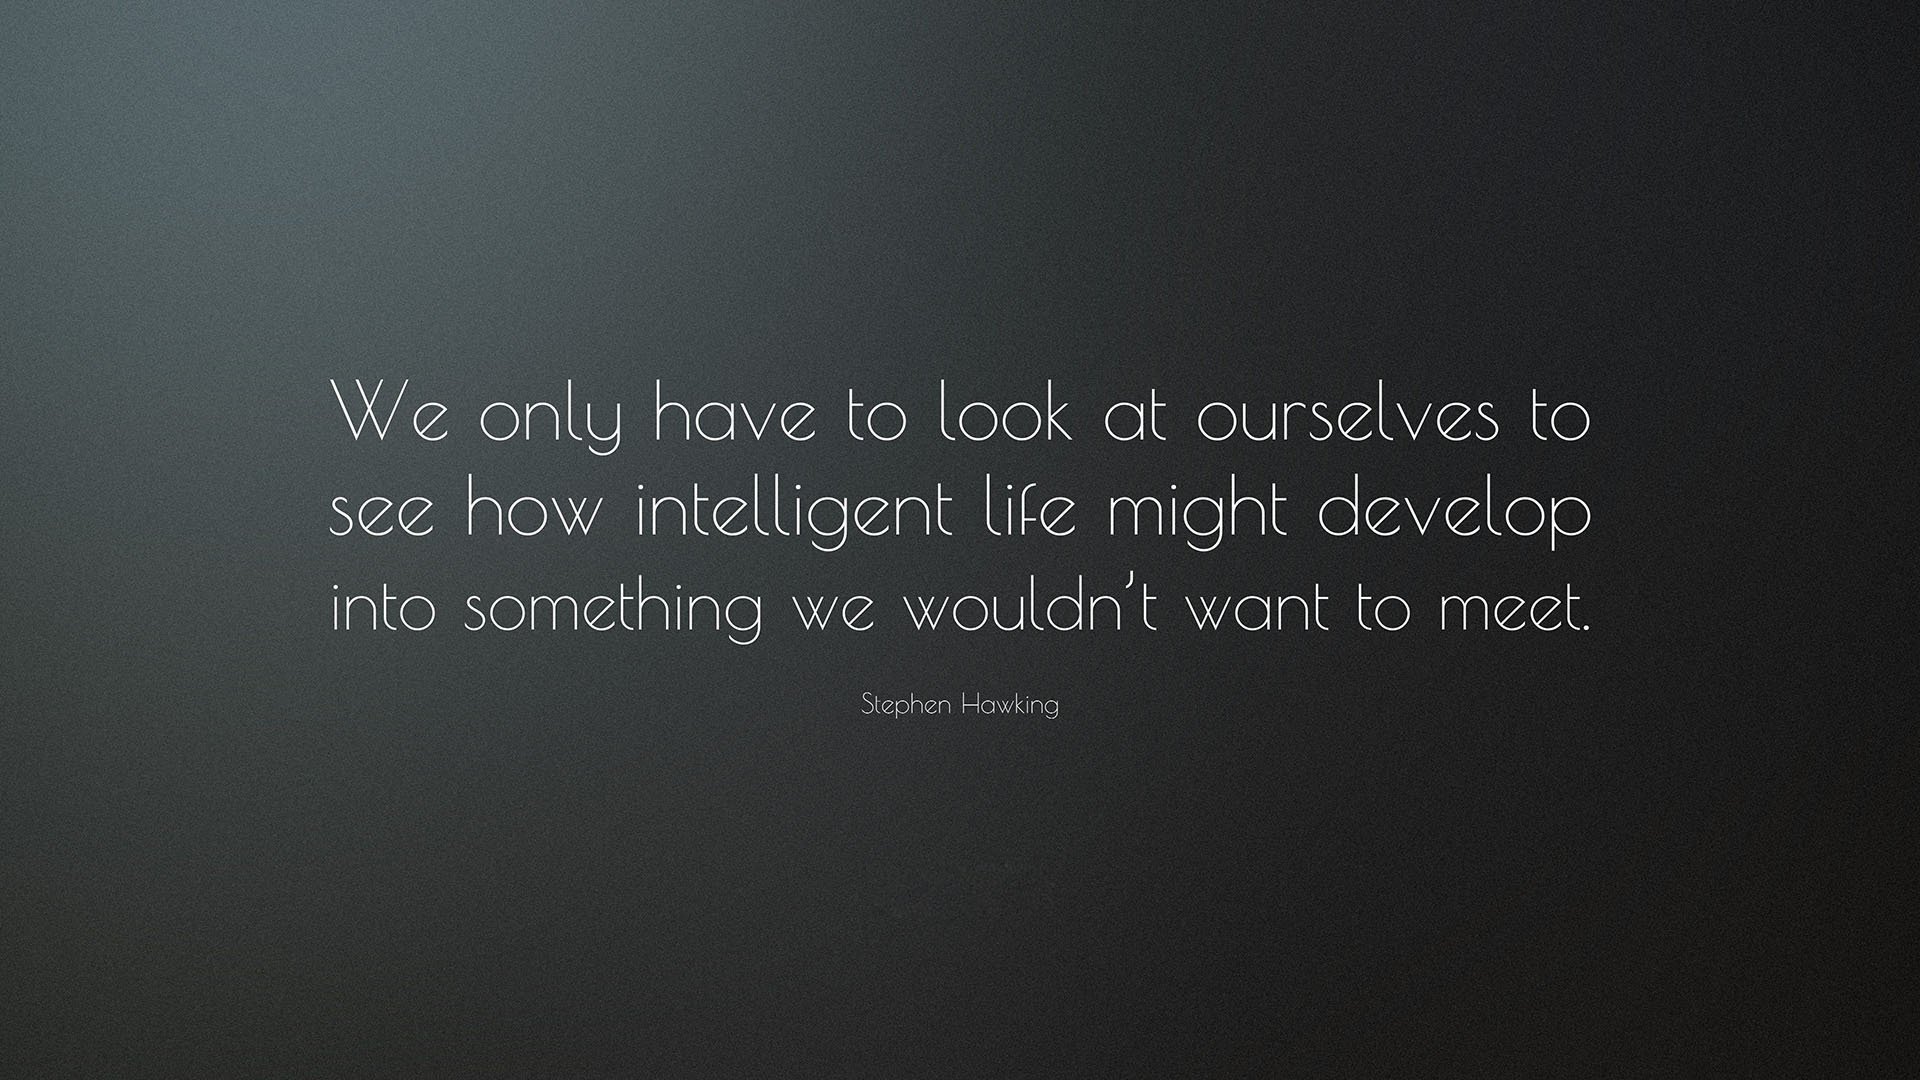 We only have to look at ourselves to
see how intelligent life might develop
into something we wouldn’t want to meet.
Stephen Hawking